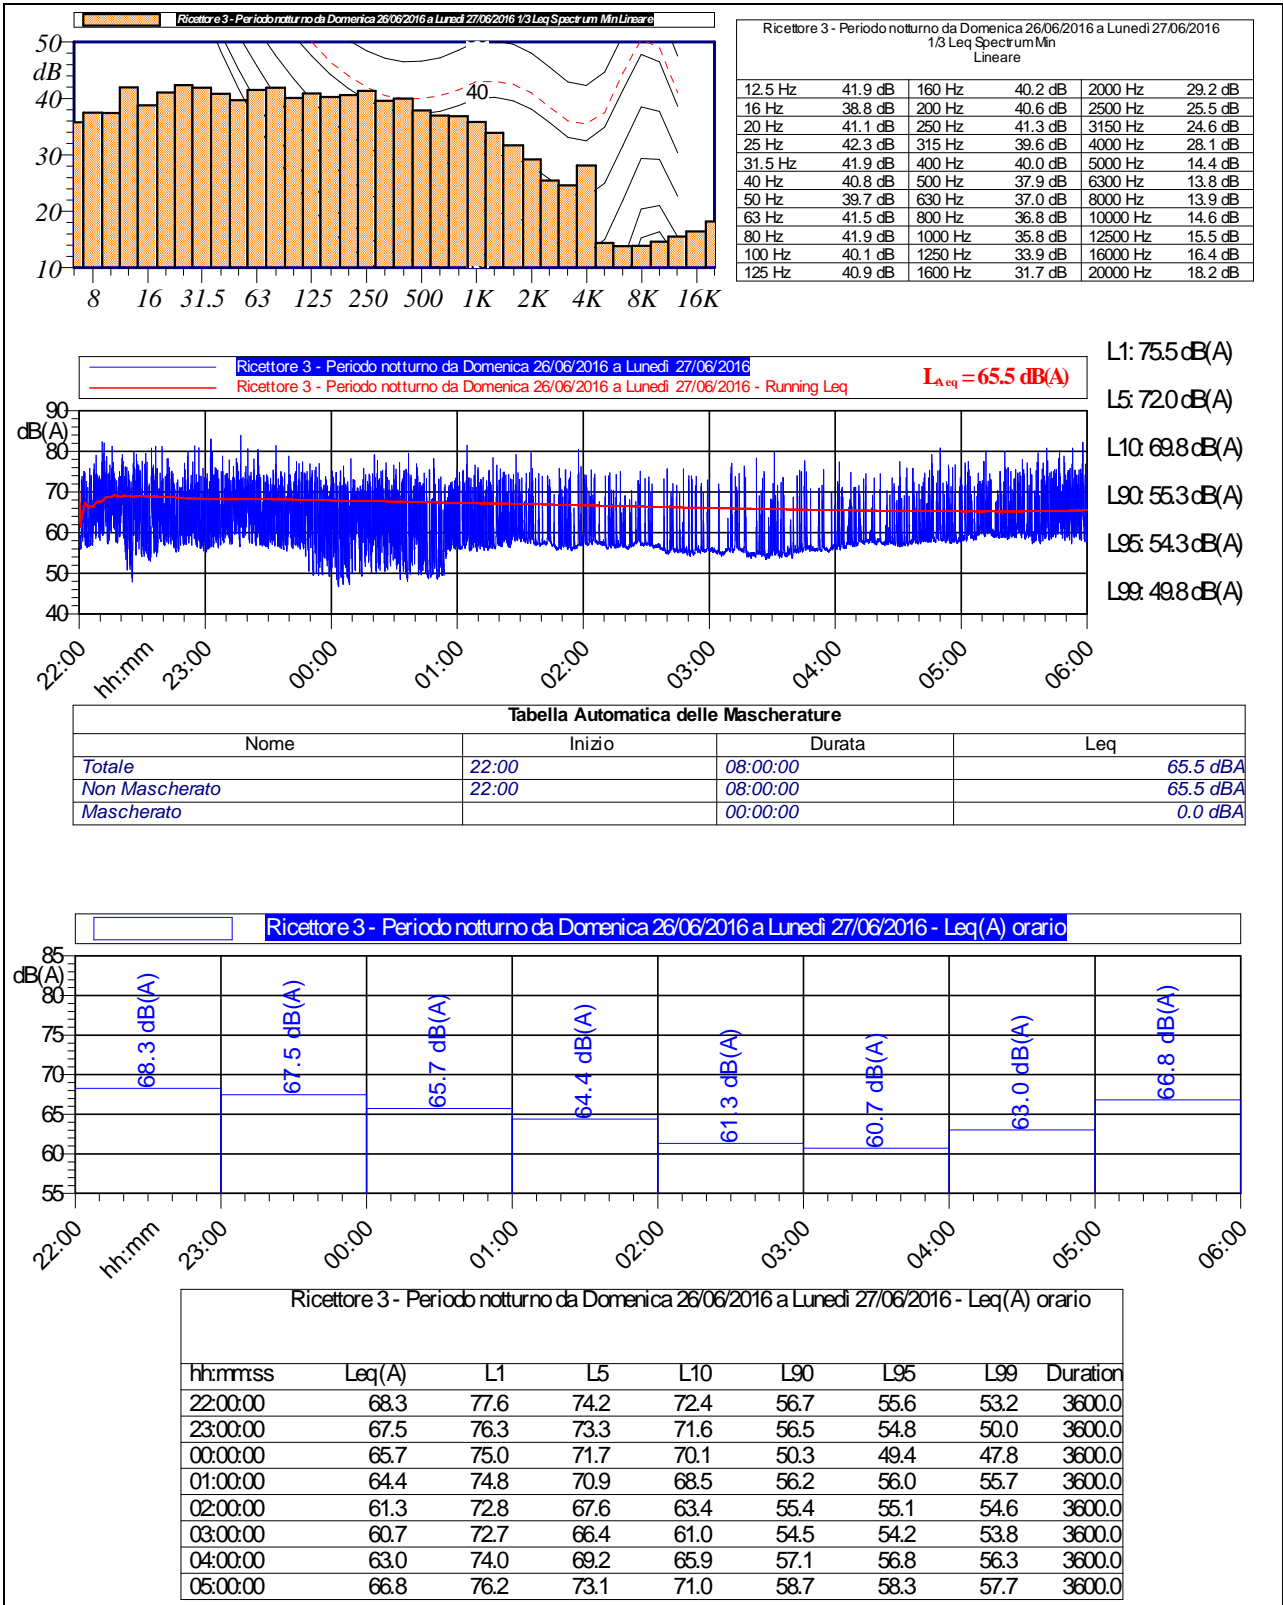 Ricettore 3 - Periodo notturno da Domenica 26/06/2016 a Lunedì 27/06/2016 1/3 Leq Spectrum Min Lineare
50
dB
40
30
20
10
40
8 16 31.5 63 125 250 500 1K 2K 4K 8K 16K
Ricettore 3 - Periodo notturno da Domenica 26/06/2016 a Lunedì 27/06/2016
1/3 Leq Spectrum Min
Lineare
12.5 Hz 41.9 dB 160 Hz 40.2 dB 2000 Hz 29.2 dB
16 Hz 38.8 dB 200 Hz 40.6 dB 2500 Hz 25.5 dB
20 Hz 41.1 dB 250 Hz 41.3 dB 3150 Hz 24.6 dB
25 Hz 42.3 dB 315 Hz 39.6 dB 4000 Hz 28.1 dB
31.5 Hz 41.9 dB 400 Hz 40.0 dB 5000 Hz 14.4 dB
40 Hz 40.8 dB 500 Hz 37.9 dB 6300 Hz 13.8 dB
50 Hz 39.7 dB 630 Hz 37.0 dB 8000 Hz 13.9 dB
63 Hz 41.5 dB 800 Hz 36.8 dB 10000 Hz 14.6 dB
80 Hz 41.9 dB 1000 Hz 35.8 dB 12500 Hz 15.5 dB
100 Hz 40.1 dB 1250 Hz 33.9 dB 16000 Hz 16.4 dB
125 Hz 40.9 dB 1600 Hz 31.7 dB 20000 Hz 18.2 dB
Ricettore 3 - Periodo notturno da Domenica 26/06/2016 a Lunedì 27/06/2016
Ricettore 3 - Periodo notturno da Domenica 26/06/2016 a Lunedì 27/06/2016 - Running Leq
LAeq = 65.5 dB(A)
90
dB(A)
80
70
60
50
40
22:00 hh:mm 23:00 00:00 01:00 02:00 03:00 04:00 05:00 06:00
L1: 75.5 dB(A)
L5: 72.0 dB(A)
L10: 69.8 dB(A)
L90: 55.3 dB(A)
L95: 54.3 dB(A)
L99: 49.8 dB(A)
Tabella Automatica delle Mascherature
Nome Inizio Durata Leq
Totale 22:00 08:00:00 65.5 dBA
Non Mascherato 22:00 08:00:00 65.5 dBA
Mascherato 00:00:00 0.0 dBA
Ricettore 3 - Periodo notturno da Domenica 26/06/2016 a Lunedì 27/06/2016 - Leq(A) orario
85
dB(A)
80
75
70
65
60
55
68.3 dB(A)
67.5 dB(A)
65.7 dB(A)
64.4 dB(A)
61.3 dB(A)
60.7 dB(A)
63.0 dB(A)
66.8 dB(A)
22:00 hh:mm 23:00 00:00 01:00 02:00 03:00 04:00 05:00 06:00
Ricettore 3 - Periodo notturno da Domenica 26/06/2016 a Lunedì 27/06/2016 - Leq(A) orario
hh:mm:ss Leq(A) L1 L5 L10 L90 L95 L99 Duration
22:00:00 68.3 77.6 74.2 72.4 56.7 55.6 53.2 3600.0
23:00:00 67.5 76.3 73.3 71.6 56.5 54.8 50.0 3600.0
00:00:00 65.7 75.0 71.7 70.1 50.3 49.4 47.8 3600.0
01:00:00 64.4 74.8 70.9 68.5 56.2 56.0 55.7 3600.0
02:00:00 61.3 72.8 67.6 63.4 55.4 55.1 54.6 3600.0
03:00:00 60.7 72.7 66.4 61.0 54.5 54.2 53.8 3600.0
04:00:00 63.0 74.0 69.2 65.9 57.1 56.8 56.3 3600.0
05:00:00 66.8 76.2 73.1 71.0 58.7 58.3 57.7 3600.0